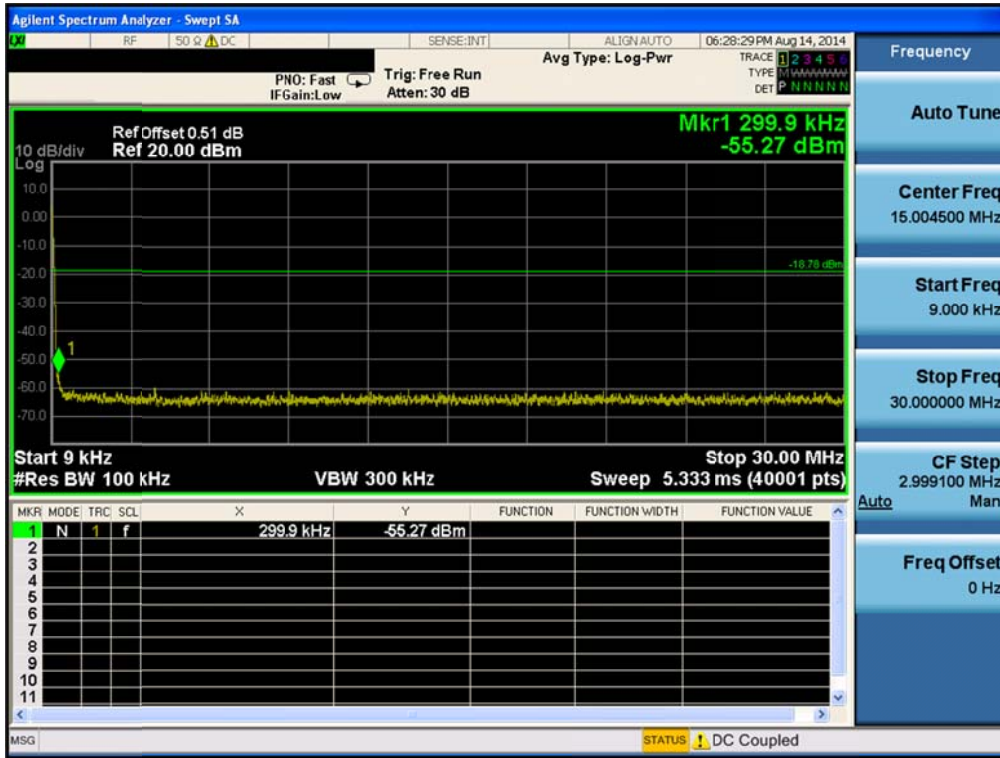 Agilent Spectrum Analyzer - Swept SA
LXI RF 50 Ω DC SENSE:INT ALIGN AUTO 06:28:29 PM Aug 14, 2014
PNO: Fast
IFGain:Low
Trig: Free Run
Atten: 30 dB
Avg Type: Log-Pwr
TRACE 1 2 3 4 5 6
TYPE M
DET P N N N N N
Ref Offset 0.51 dB
Ref 20.00 dBm
10 dB/div
Log
Mkr1 299.9 kHz
-55.27 dBm
10.0
0.00
-10.0
-20.0
-30.0
-40.0
-50.0
-60.0
-70.0
-18.78 dBm
1
Start 9 kHz
Stop 30.00 MHz
#Res BW 100 kHz
VBW 300 kHz
Sweep 5.333 ms (40001 pts)
MKR MODE TRC SCL X Y FUNCTION FUNCTION WIDTH FUNCTION VALUE
1 N 1 f 299.9 kHz -55.27 dBm
2
3
4
5
6
7
8
9
10
11
MSG
STATUS DC Coupled
Frequency
Auto Tune
Center Freq
15.004500 MHz
Start Freq
9.000 kHz
Stop Freq
30.000000 MHz
CF Step
2.999100 MHz
Auto Man
Freq Offset
0 Hz